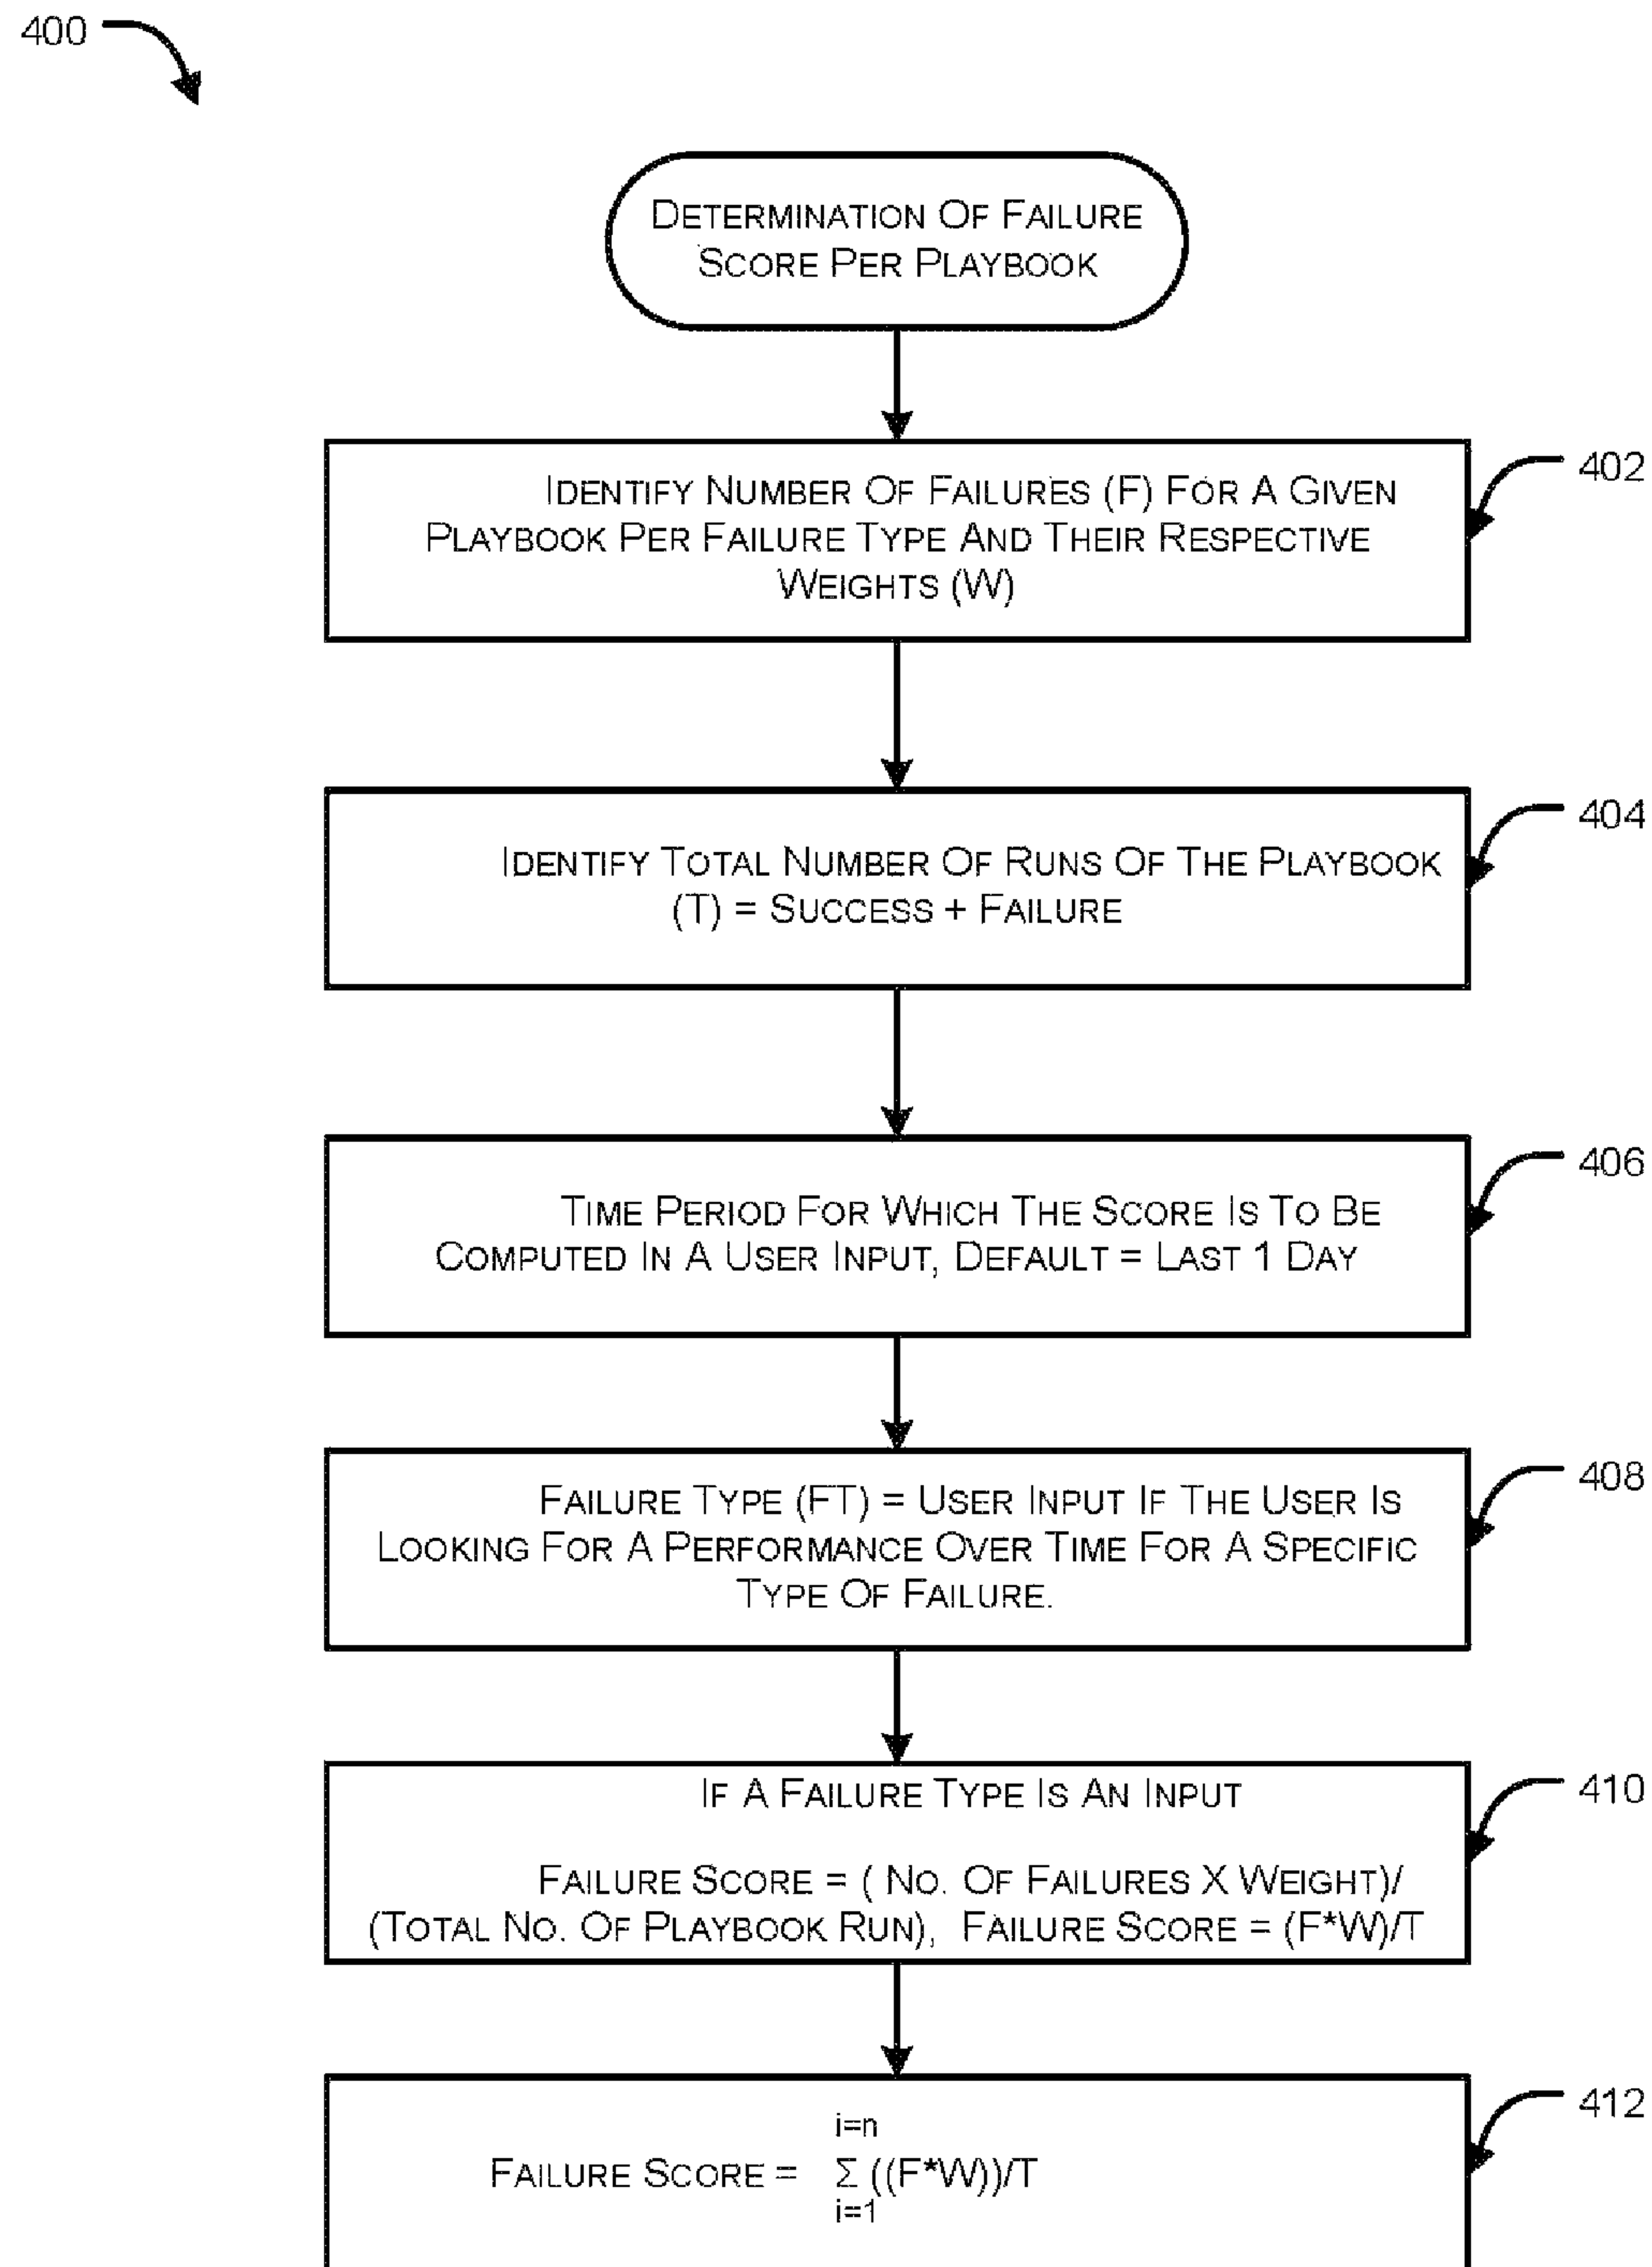 400
DETERMINATION OF FAILURE
SCORE PER PLAYBOOK
402
IDENTIFY NUMBER OF FAILURES (F) FOR A GIVEN
PLAYBOOK PER FAILURE TYPE AND THEIR RESPECTIVE
WEIGHTS (W)
404
IDENTIFY TOTAL NUMBER OF RUNS OF THE PLAYBOOK
(T) = SUCCESS + FAILURE
406
TIME PERIOD FOR WHICH THE SCORE IS TO BE
COMPUTED IN A USER INPUT, DEFAULT = LAST 1 DAY
408
FAILURE TYPE (FT) = USER INPUT IF THE USER IS
LOOKING FOR A PERFORMANCE OVER TIME FOR A SPECIFIC
TYPE OF FAILURE.
410
IF A FAILURE TYPE IS AN INPUT
FAILURE SCORE = ( NO. OF FAILURES X WEIGHT)/
(TOTAL NO. OF PLAYBOOK RUN), FAILURE SCORE = (F*W)/T
412
i=n
FAILURE SCORE = Σ ((F*W))/T
i=1